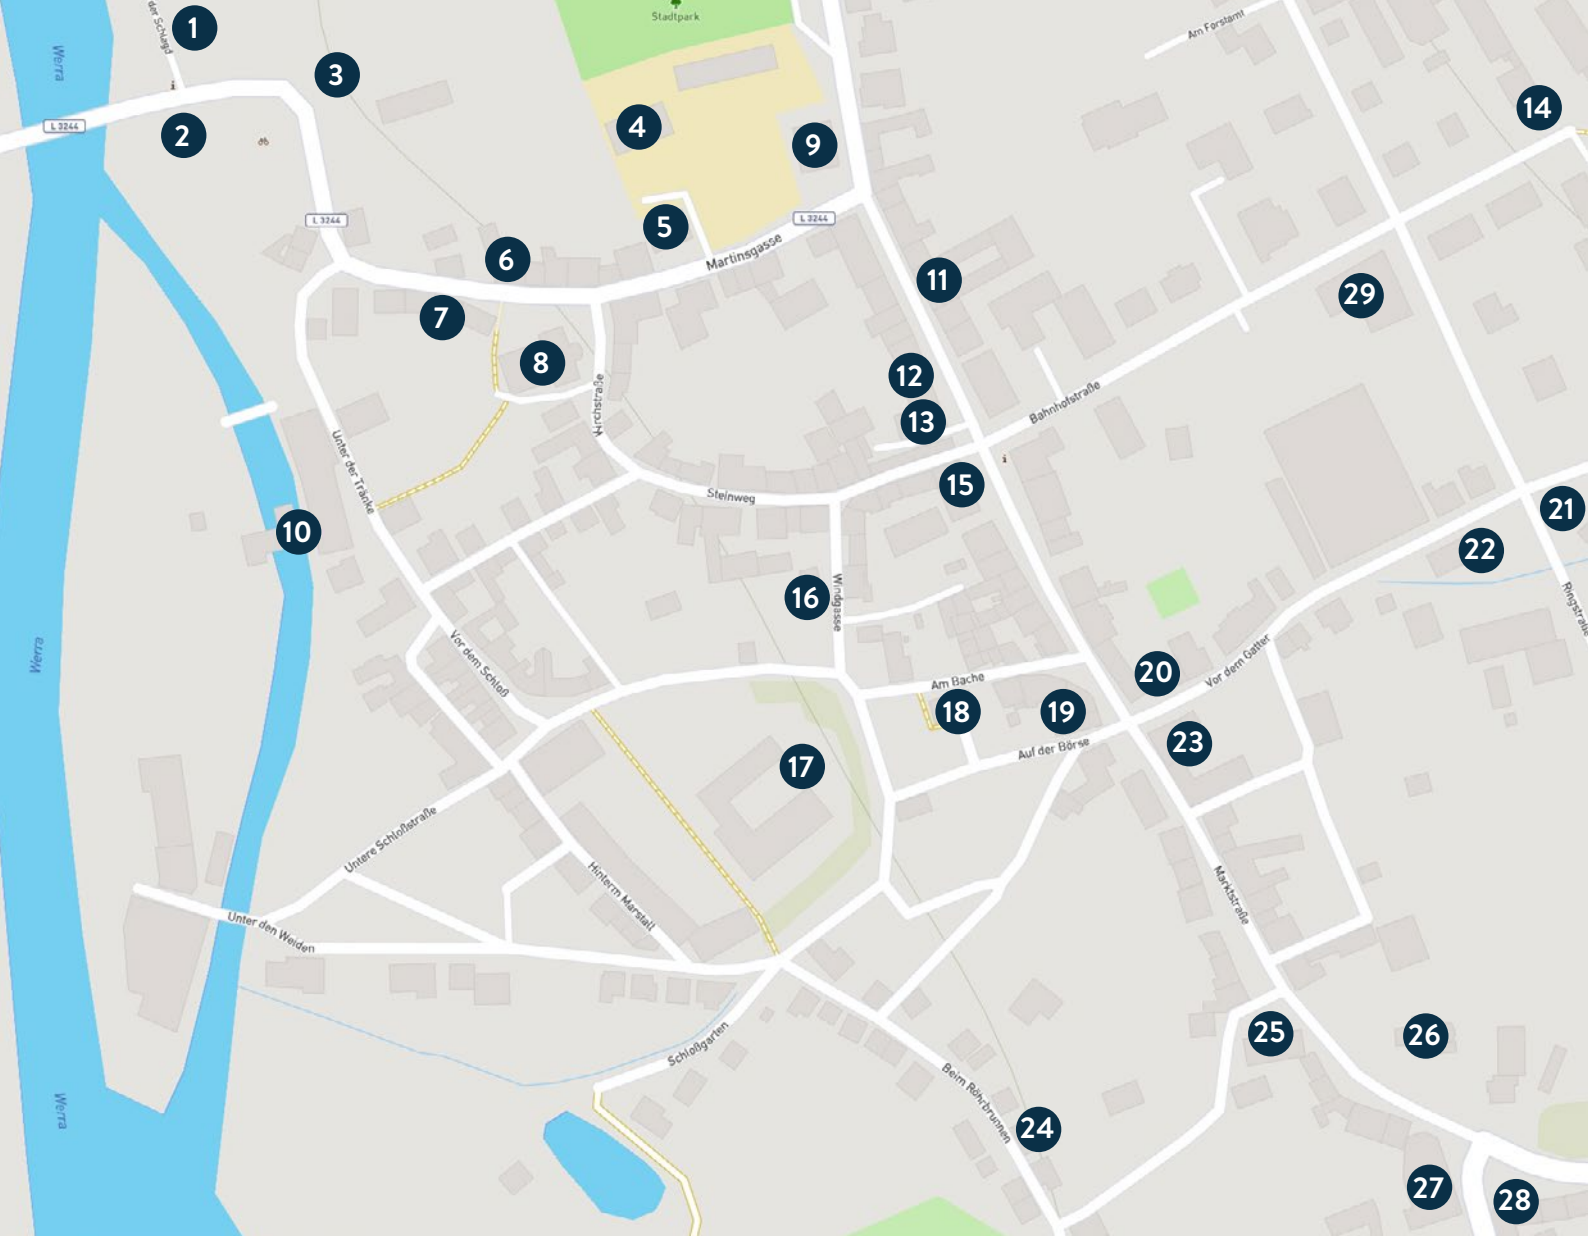 der Schlagd
1
Stadtpark
Am Forstamt
Werra
3
L 3244
2
4
9
14
L 3244
5
L 3244
6
Martinsgasse
7
11
29
8
12
Kirchstraße
13
Bahnhofstraße
Unter der Tränke
Steinweg
15
21
10
22
16
Windgasse
Ringstraße
Werra
Vor dem Schloß
Am Bache
20
Vor dem Gatter
18
19
Auf der Börse
23
17
Untere Schloßstraße
Hinterm Marstall
Marktstraße
Unter den Weiden
25
26
Schloßgarten
Werra
Beim Röhrbrunnen
24
27
28